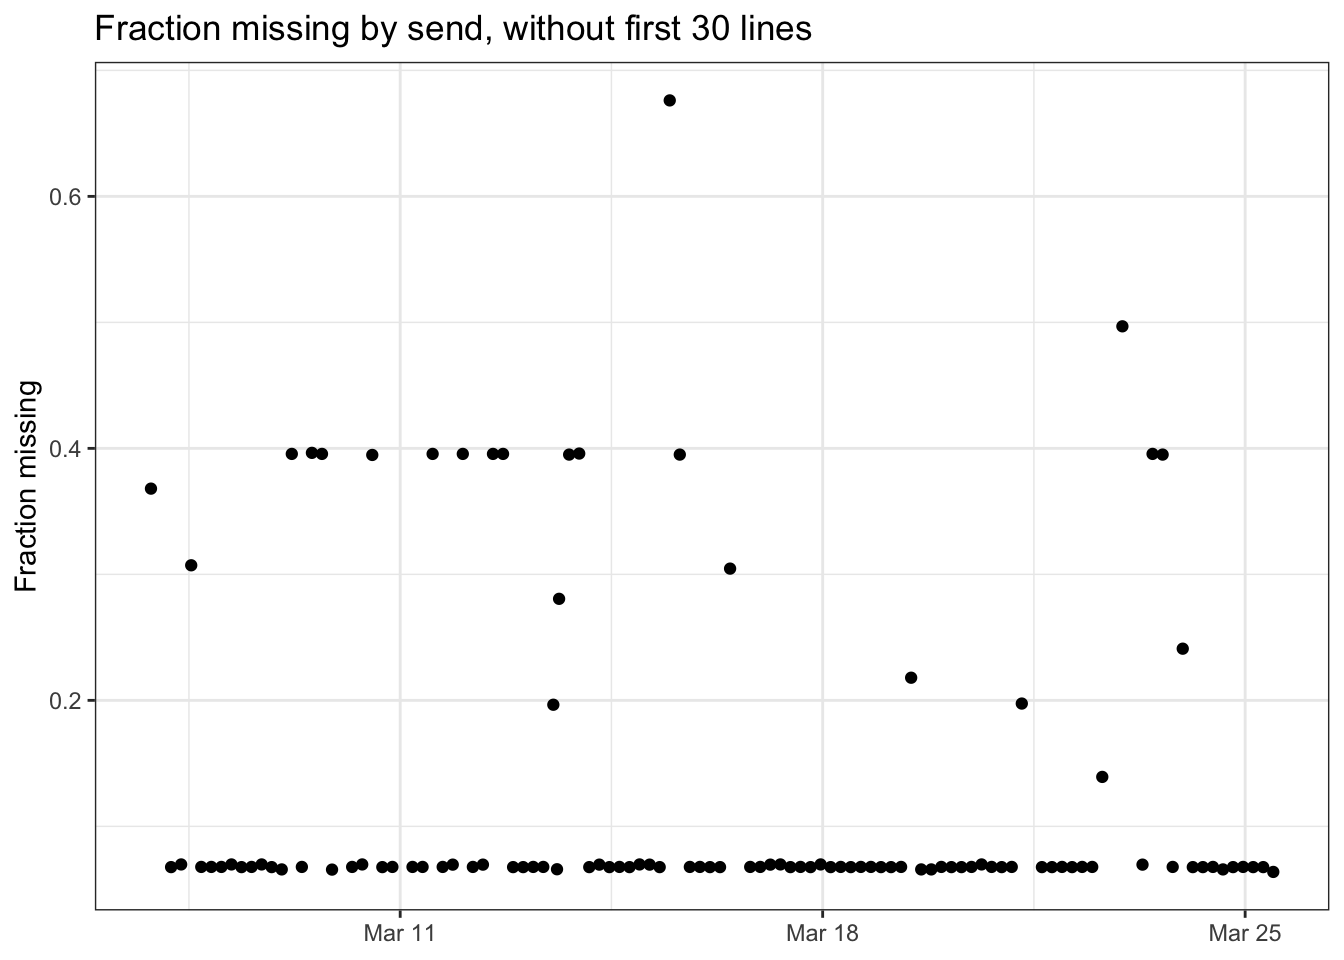 Fraction missing by send, without first 30 lines
Fraction missing
0.6
0.4
0.2
Mar 11
Mar 18
Mar 25